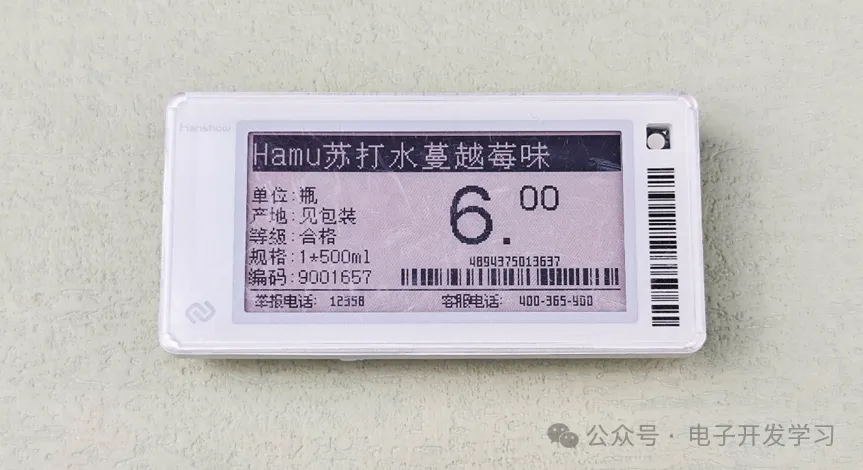 Hanshow
Hamu苏打水蔓越莓味
单位:瓶
产地:见包装
等级:合格
规格:1*500ml
编码:9001657
6.00
4894375013637
举报电话: 12358
客服电话: 400-365-900
公众号·电子开发学习